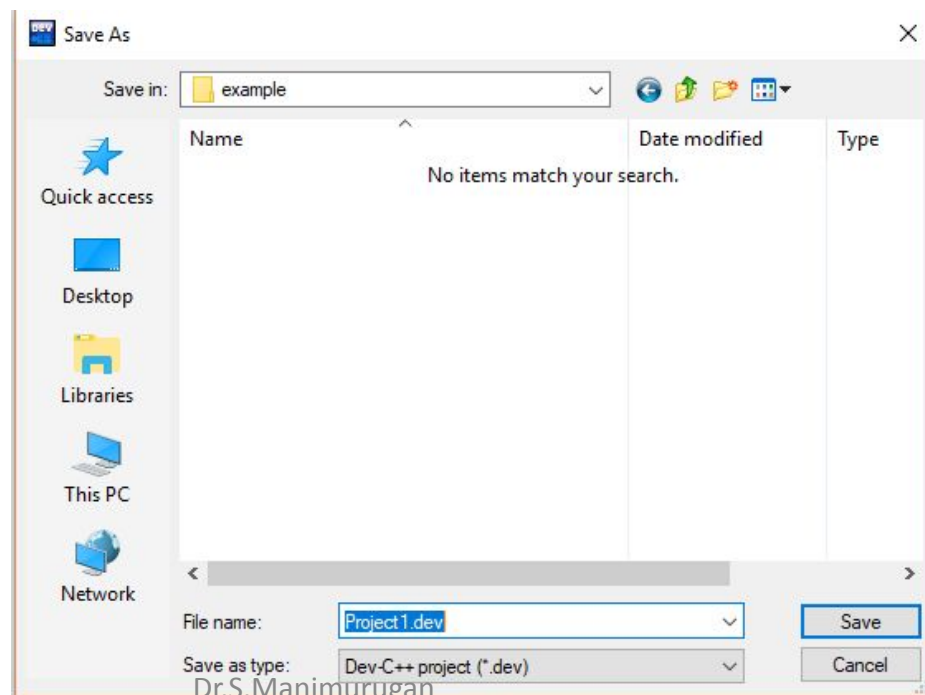 DEV Save As
Save in: example
Name Date modified Type
No items match your search.
Quick access
Desktop
Libraries
This PC
Network
File name: Project1.dev Save
Save as type: Dev-C++ project (*.dev) Cancel
Dr.S.Manimurugan